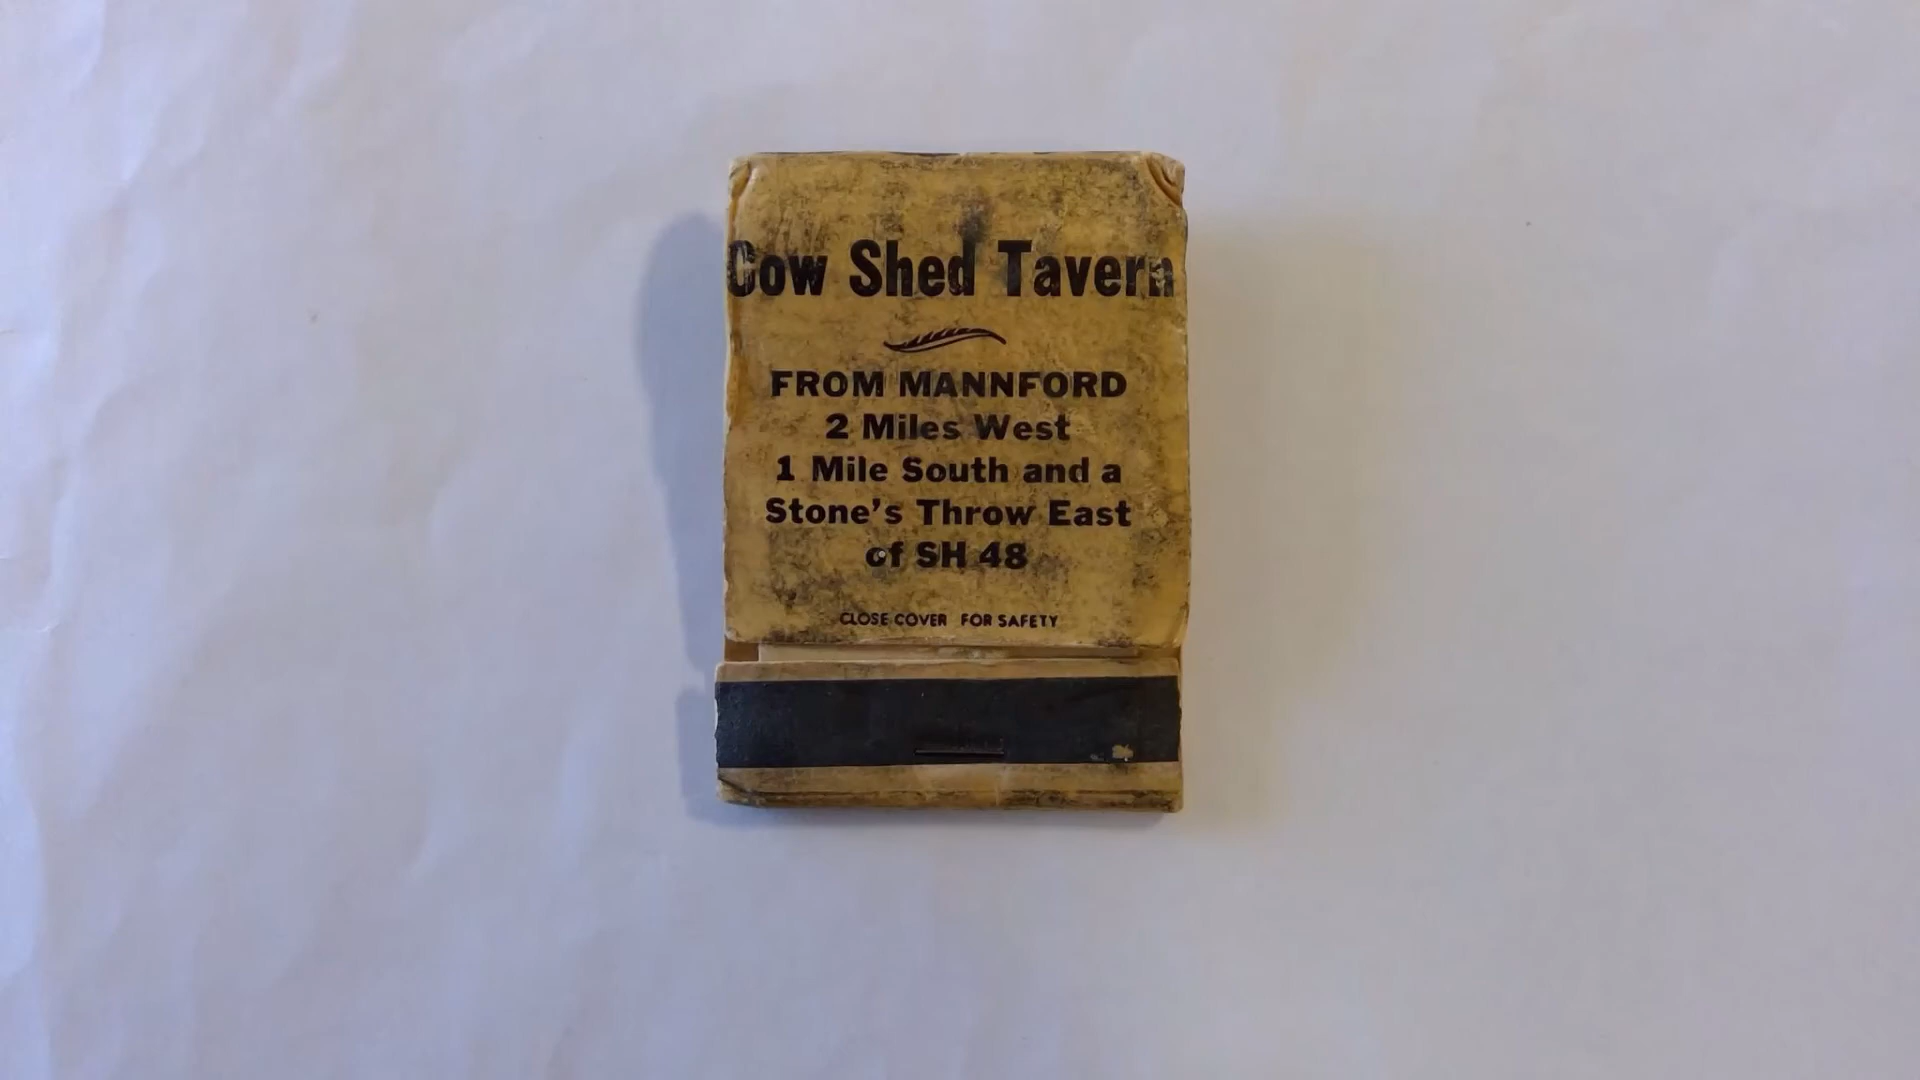 Cow Shed Tavern
FROM MANNFORD
2 Miles West
1 Mile South and a
Stone's Throw East
of SH 48
CLOSE COVER FOR SAFETY